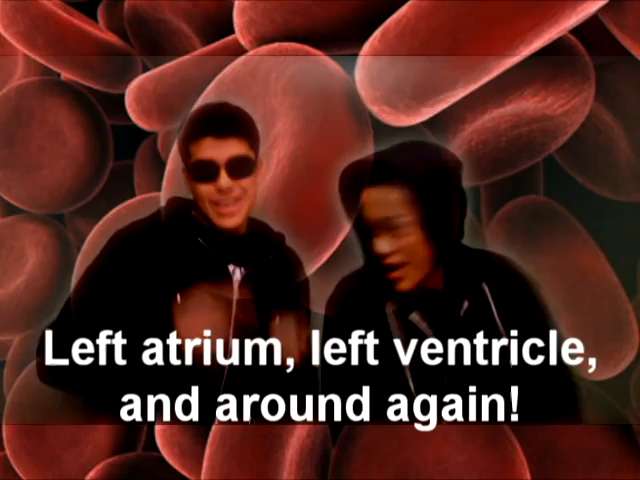 Left atrium, left ventricle,
and around again!